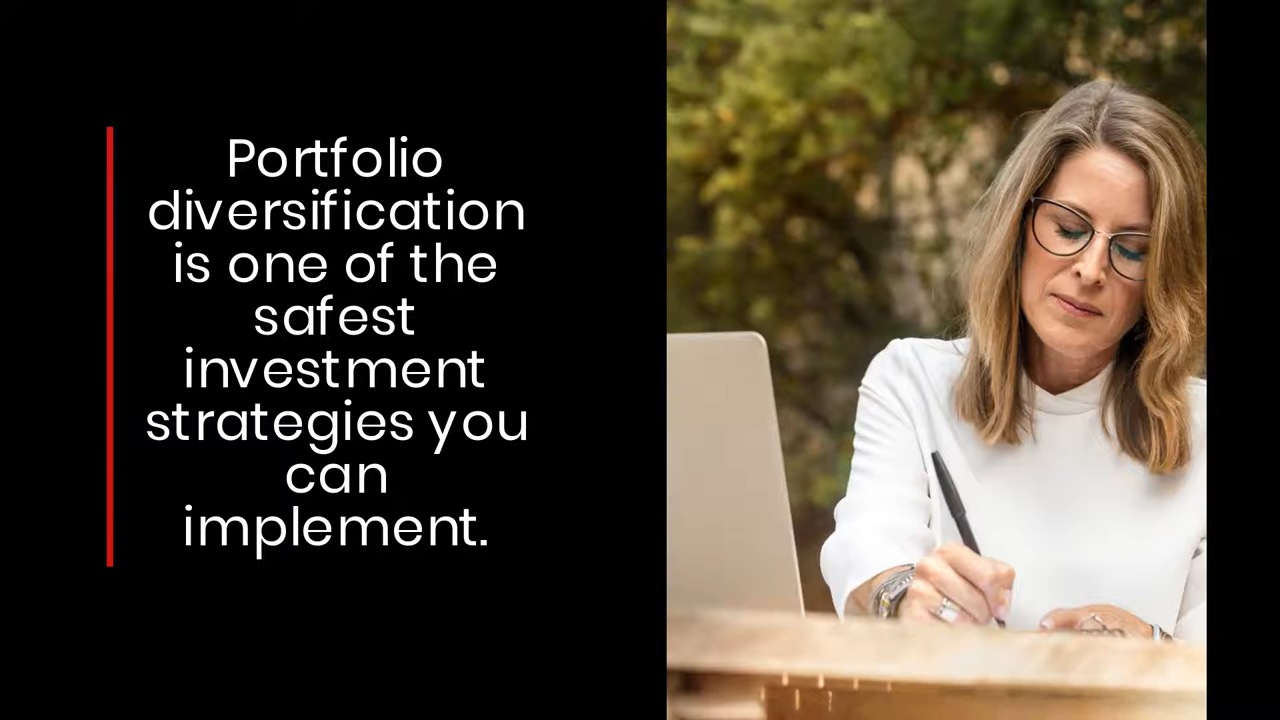 Portfolio
diversification
is one of the
safest
investment
strategies you
can
implement.